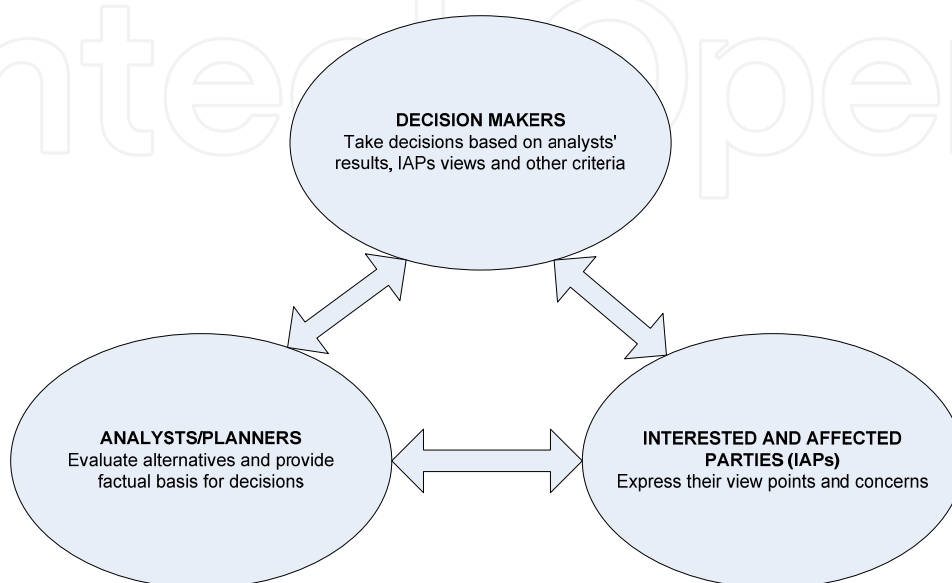 DECISION MAKERS
Take decisions based on analysts'
results, IAPs views and other criteria
ANALYSTS/PLANNERS
Evaluate alternatives and provide
factual basis for decisions
INTERESTED AND AFFECTED
PARTIES (IAPs)
Express their view points and concerns